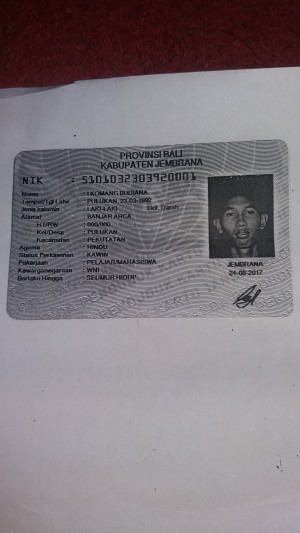 PROVINSI BALI
KABUPATEN JEMBRANA
NIK : 5101032303920001
Nama : I KOMANG BUDIANA
Tempat/Tgl Lahir : PULUKAN, 23-03-1992
Jenis Kelamin : LAKI-LAKI Gol. Darah
Alamat : BANJAR ARCA
RT/RW : 000/000
Kel/Desa : PULUKAN
Kecamatan : PEKUTATAN
Agama : HINDU
Status Perkawinan : KAWIN
Pekerjaan : PELAJAR/MAHASISWA
Kewarganegaraan : WNI
Berlaku Hingga : SEUMUR HIDUP
JEMBRANA
24-08-2017